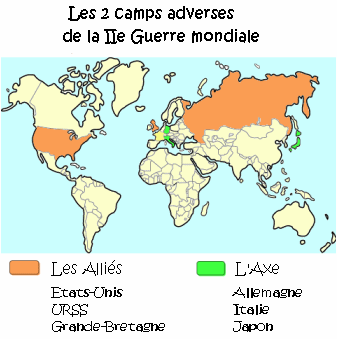 Les 2 camps adverses
de la IIe Guerre mondiale
Les Alliés
Etats-Unis
URSS
Grande-Bretagne
L'Axe
Allemagne
Italie
Japon